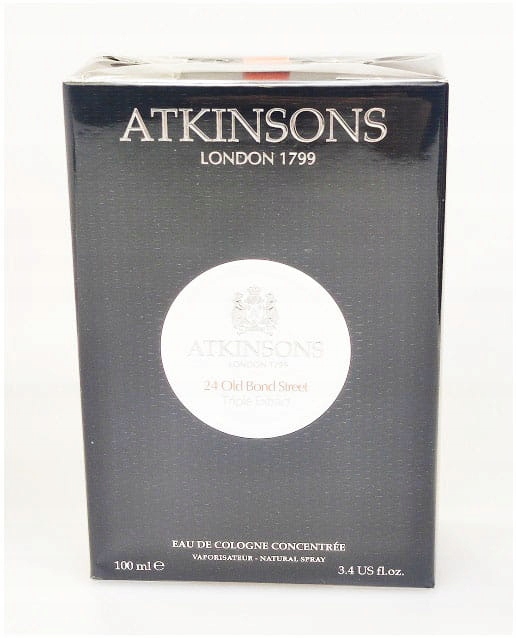 ATKINSONS
LONDON 1799
ATKINSONS
LONDON 1799
24 Old Bond Street
Triple Extract
EAU DE COLOGNE CONCENTRÉE
VAPORISATEUR - NATURAL SPRAY
100 ml ℮ 3.4 US fl.oz.